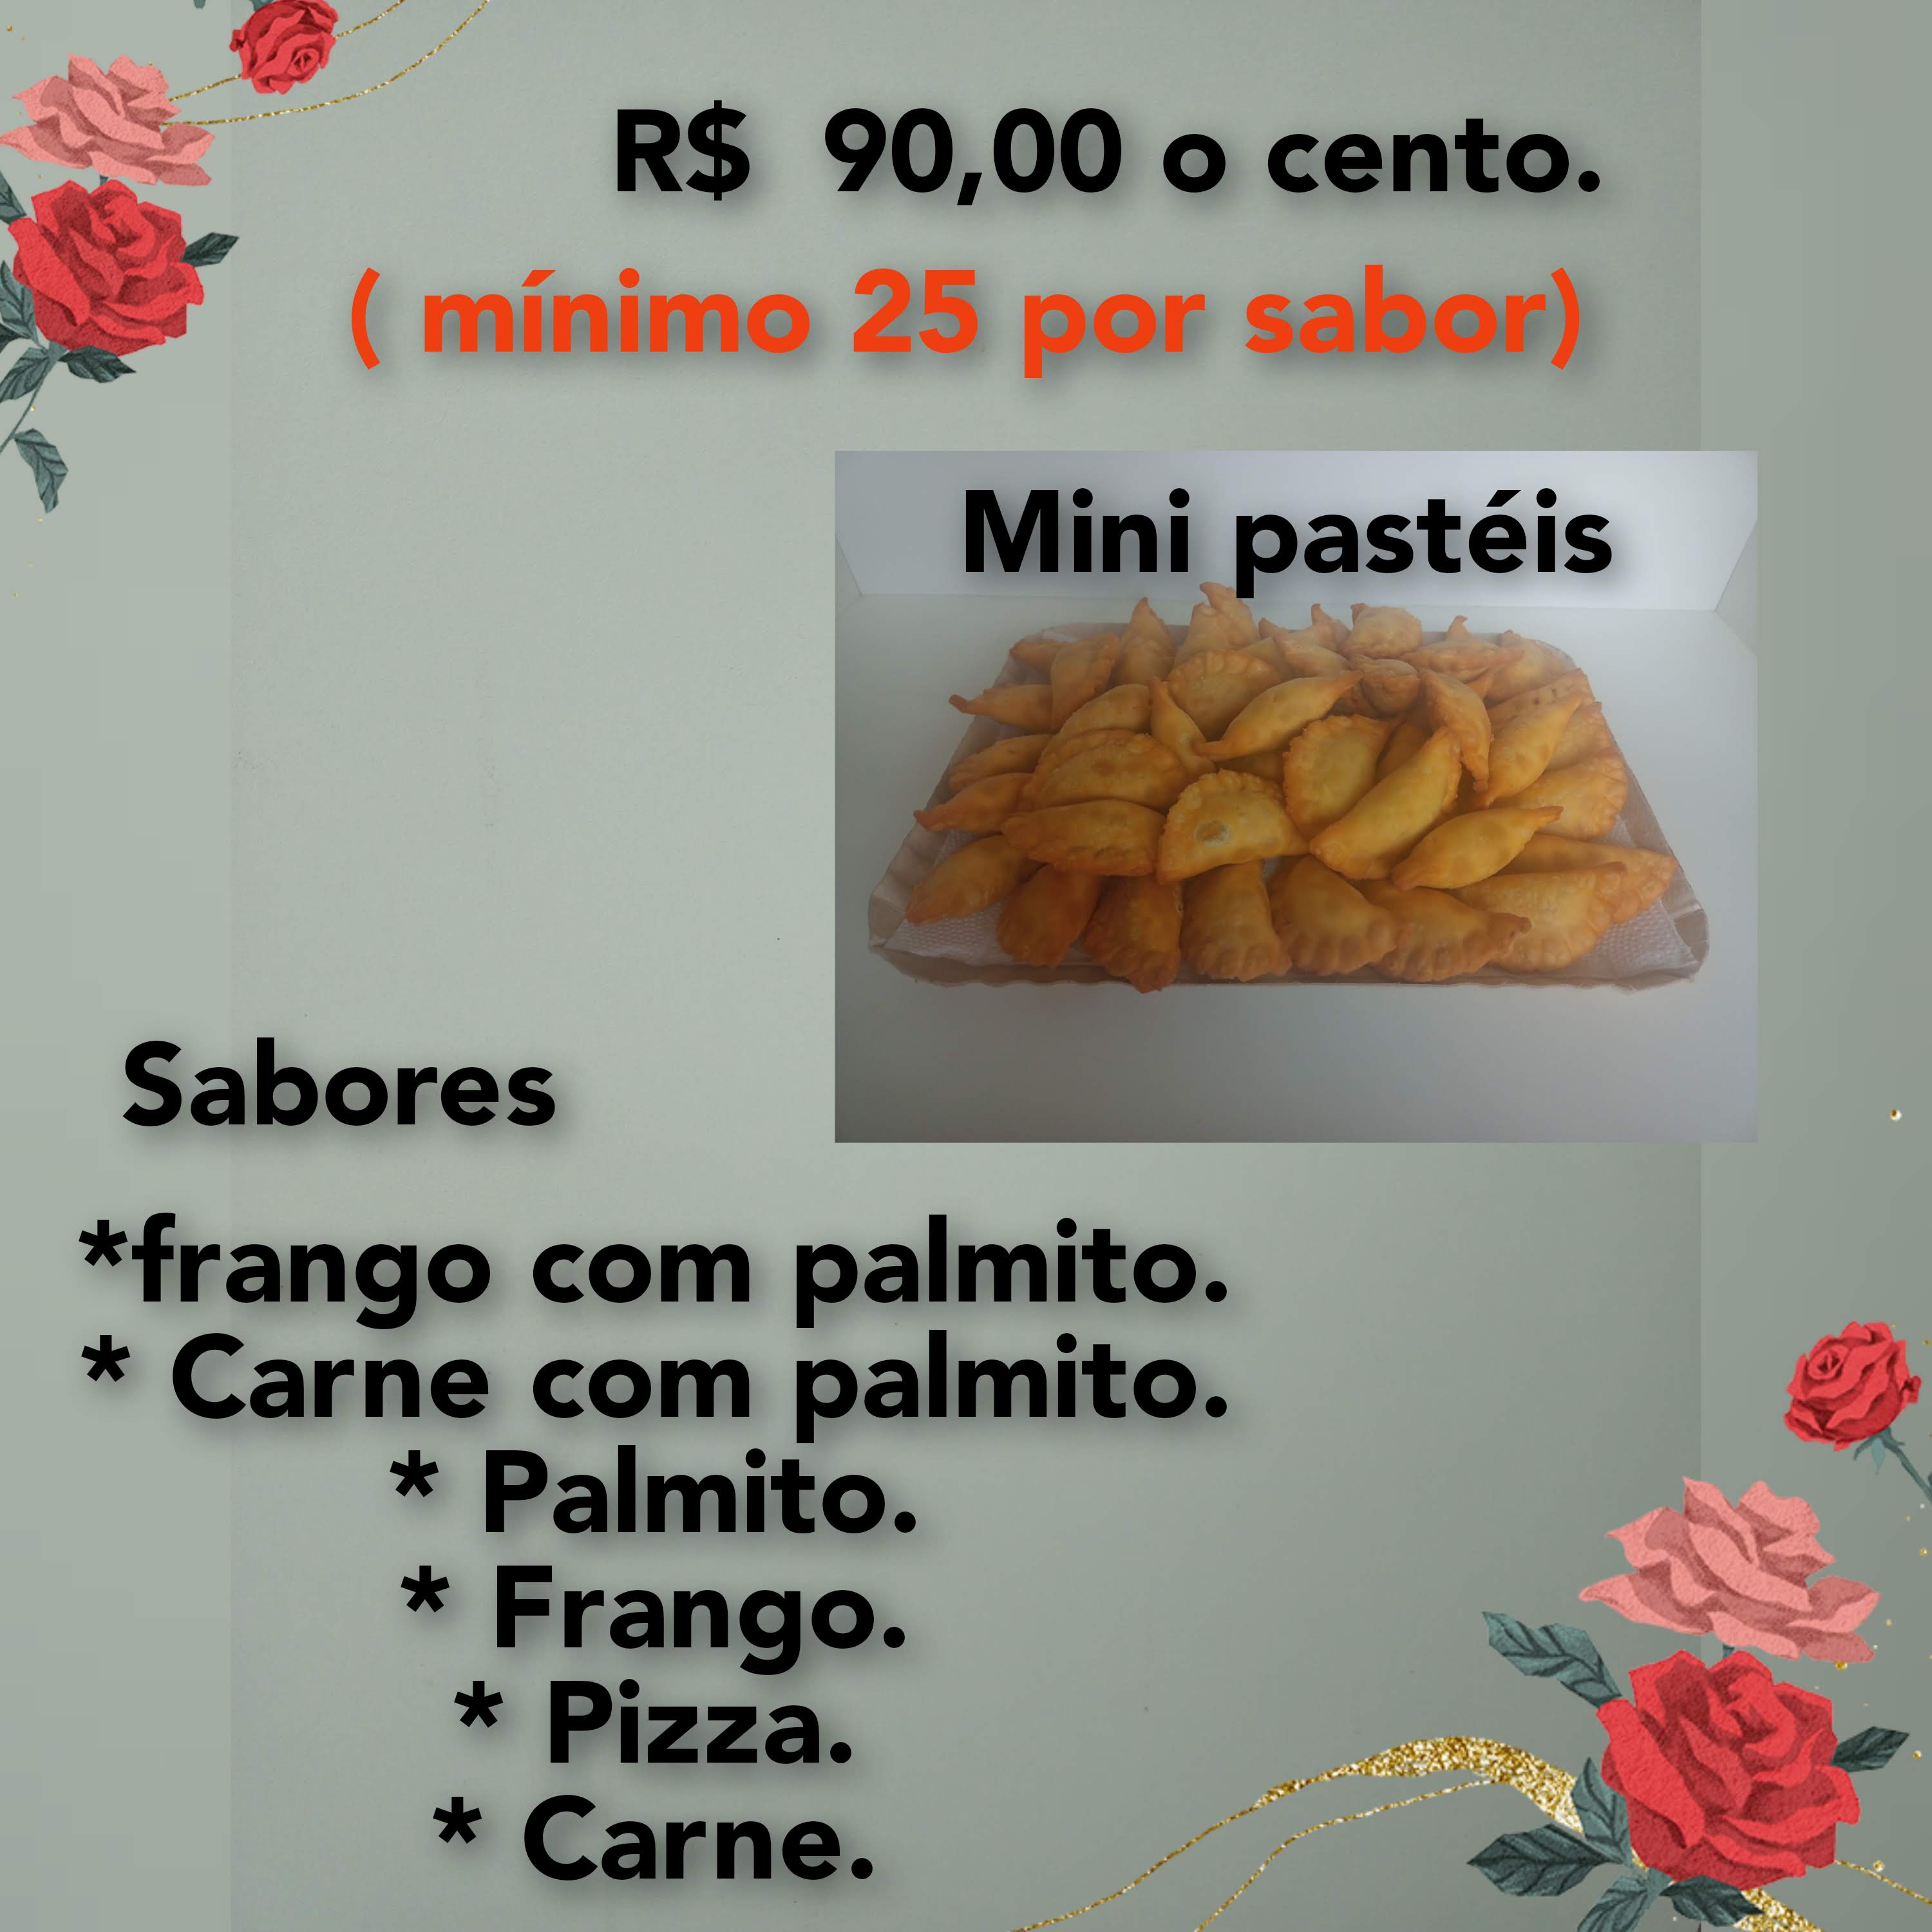 R$ 90,00 o cento.
( mínimo 25 por sabor)
Mini pastéis
Sabores
*frango com palmito.
* Carne com palmito.
* Palmito.
* Frango.
* Pizza.
* Carne.